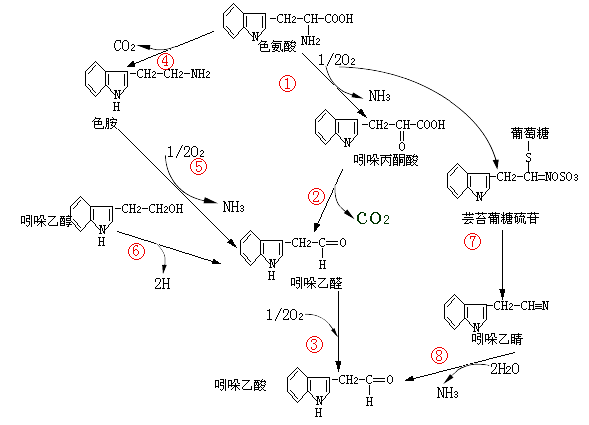 CH2-CH-COOH
N
NH2
色氨酸
CO2
④
1/2O2
①
NH3
CH2-CH2-NH2
N
H
色胺
CH2-C-COOH
N
O
吲哚丙酮酸
葡萄糖
S
CH2-CH=NOSO3
N
芸苔葡糖硫苷
1/2O2
⑤
NH3
②
CO2
CH2-CH2OH
N
H
吲哚乙醇
⑥
2H
CH2-C=O
H
N
H
吲哚乙醛
⑦
CH2-CH≡N
N
吲哚乙睛
1/2O2
③
⑧
2H2O
NH3
吲哚乙酸
CH2-C=O
H
N
H